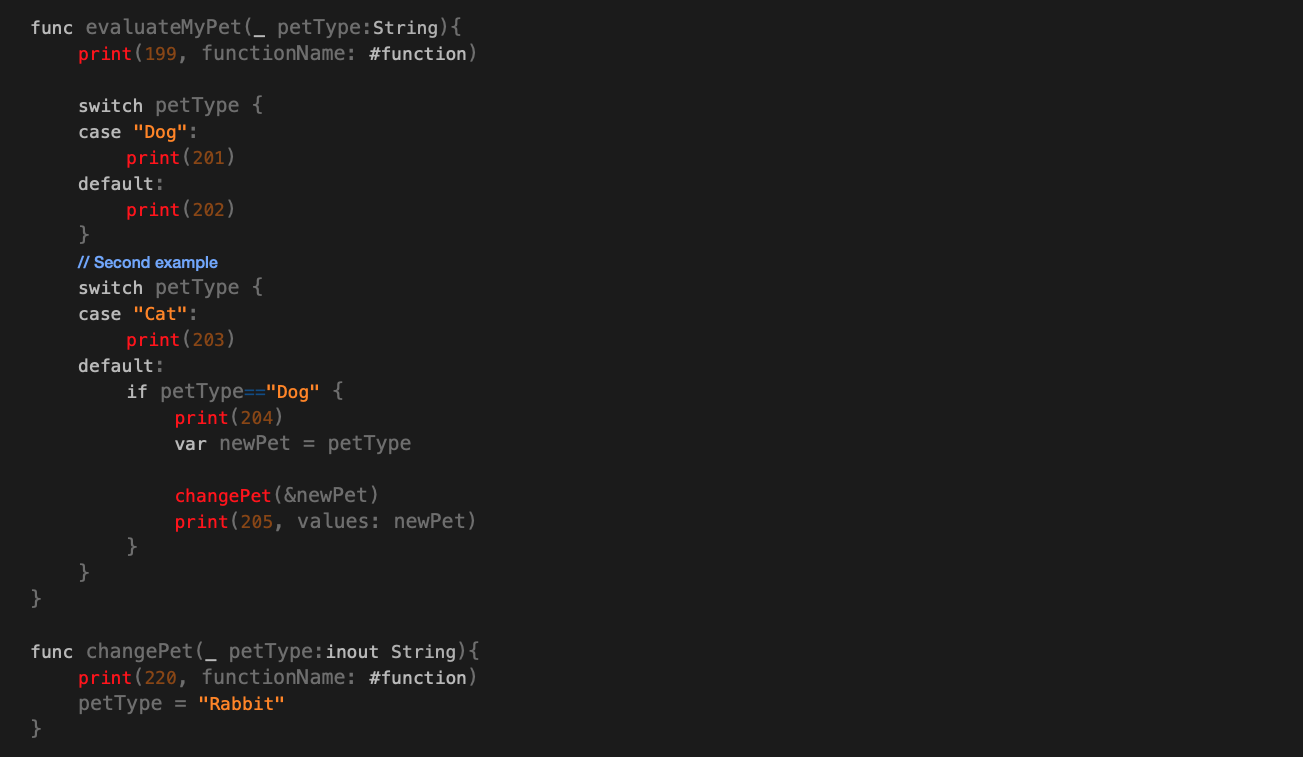 func evaluateMyPet(_ petType:String){
    print(199, functionName: #function)

    switch petType {
    case "Dog":
        print(201)
    default:
        print(202)
    }
    // Second example
    switch petType {
    case "Cat":
        print(203)
    default:
        if petType=="Dog" {
            print(204)
            var newPet = petType

            changePet(&newPet)
            print(205, values: newPet)
        }
    }
}

func changePet(_ petType:inout String){
    print(220, functionName: #function)
    petType = "Rabbit"
}